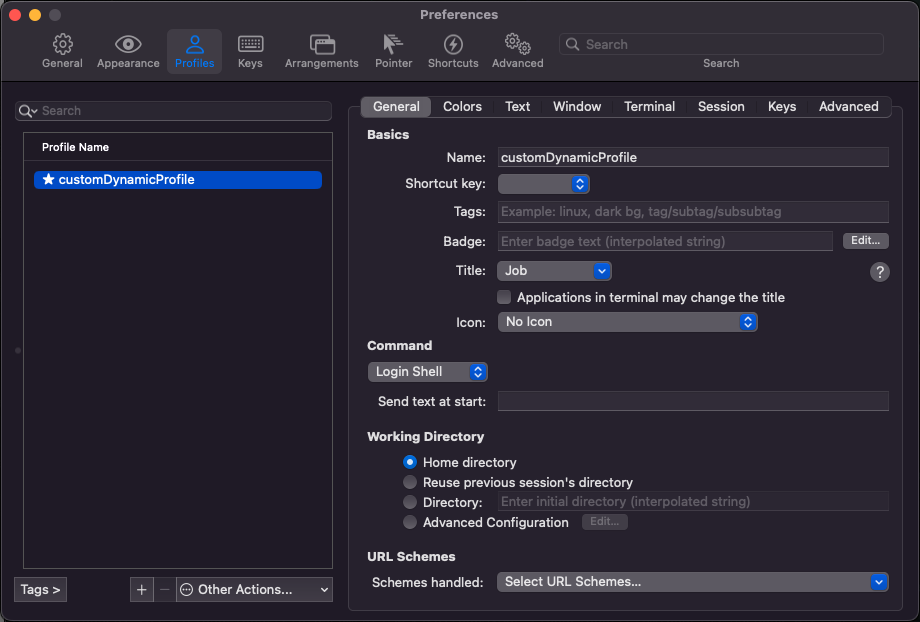 Preferences
General Appearance Profiles Keys Arrangements Pointer Shortcuts Advanced
Search
Search
Search
Profile Name
★ customDynamicProfile
Tags >
+ − Other Actions...
General Colors Text Window Terminal Session Keys Advanced
Basics
Name: customDynamicProfile
Shortcut key:
Tags: Example: linux, dark bg, tag/subtag/subsubtag
Badge: Enter badge text (interpolated string) Edit...
Title: Job ?
Applications in terminal may change the title
Icon: No Icon
Command
Login Shell
Send text at start:
Working Directory
Home directory
Reuse previous session's directory
Directory: Enter initial directory (interpolated string)
Advanced Configuration Edit...
URL Schemes
Schemes handled: Select URL Schemes...